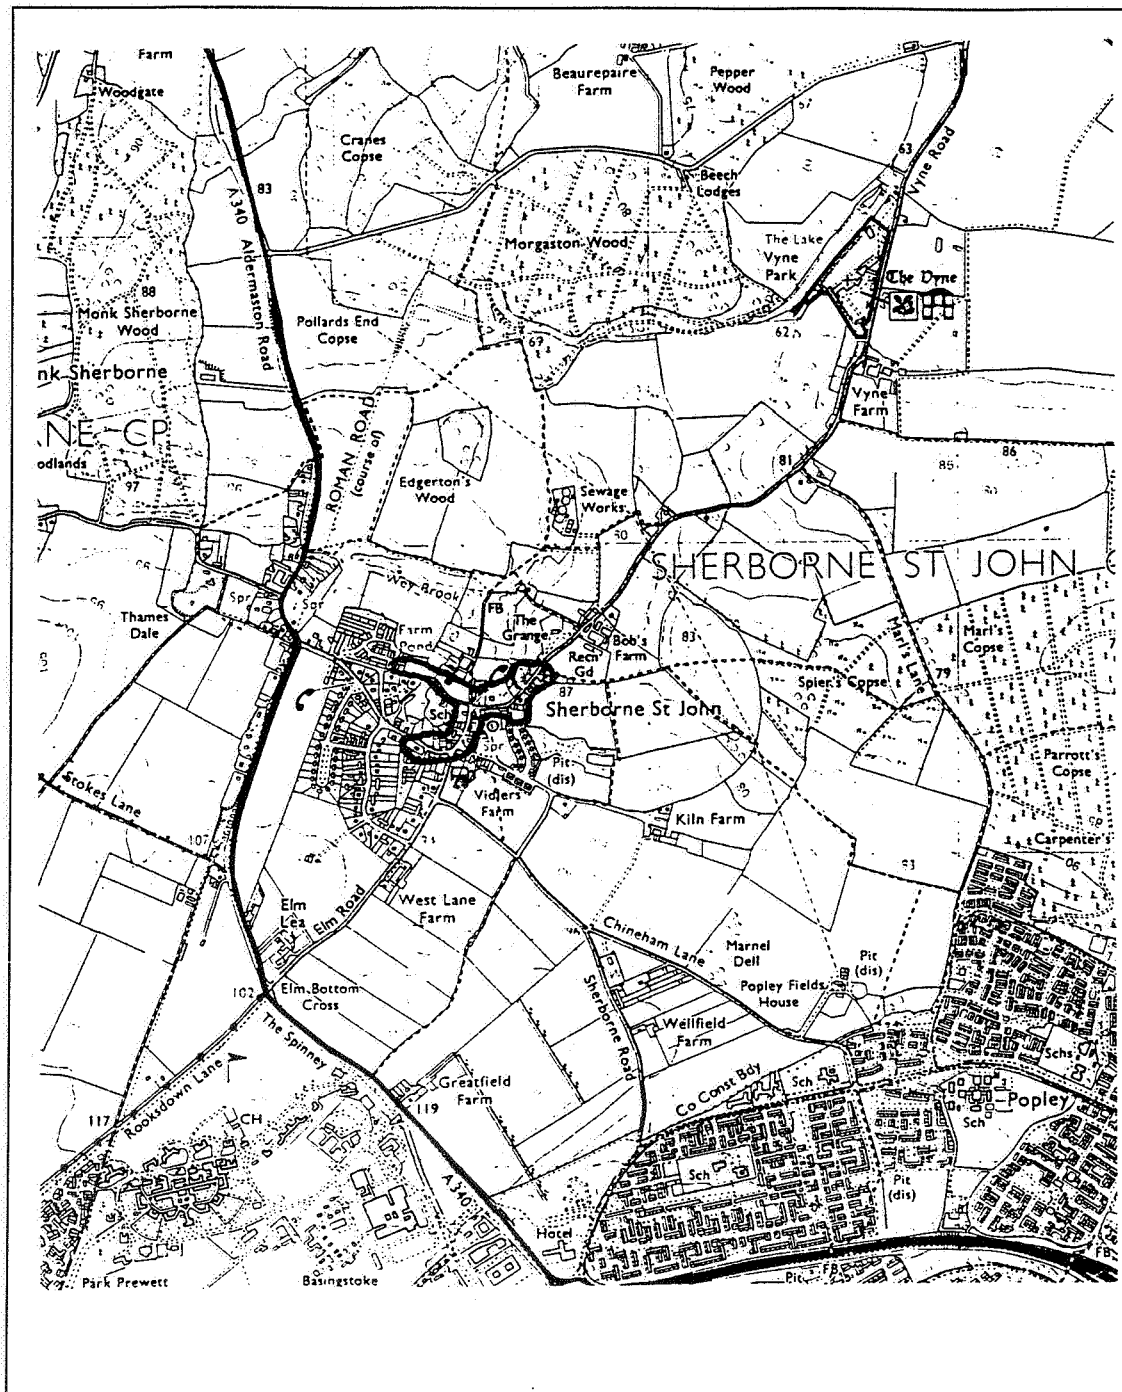 Farm
Woodgate
Beaurepaire
Farm
Pepper
Wood
Cranes
Copse
83
A 340 Aldermaston Road
63
Vyne Road
Beech
Lodges
Morgaston Wood
The Lake
Vyne
Park
The Vyne
88
Monk Sherborne
Wood
Pollards End
Copse
62
nk Sherborne
Vyne
Farm
ANE CP
odlands
97
ROMAN ROAD
(course of)
Edgerton's
Wood
Sewage
Works
81
85
86
SHERBORNE ST JOHN
Wey Brook
FB
The
Grange
Spr
Spr
Thames
Dale
Farm
Pond
Bob's
Farm
Recn
Gd
83
87
Marl's Lane
Marl's
Copse
79
Spier's Copse
Sch
Sherborne St John
Spr
Pit
(dis)
Parrott's
Copse
Stokes Lane
Vidlers
Farm
Kiln Farm
107
Carpenter's
Elm
Lea
Elm Road
West Lane
Farm
Chineham Lane
Marnel
Dell
Pit
(dis)
Popley Fields
House
102
Elm Bottom
Cross
Sherborne Road
Wellfield
Farm
The Spinney
Rooksdown Lane
Greatfield
Farm
119
Co Const Bdy
Sch
Schs
Popley
Sch
117
CH
A 340
Sch
Pit
(dis)
Hotel
Park Prewett
Basingstoke
Pit
FB
FB